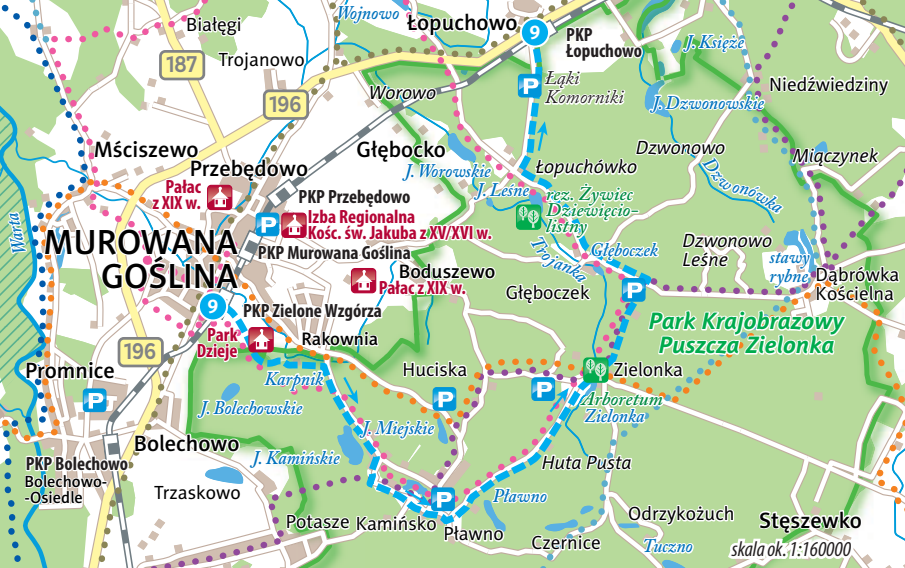 Wojnowo
Łopuchowo
9
PKP
Łopuchowo
Białęgi
J. Księże
187
Trojanowo
P
Łąki
Komorniki
Niedźwiedziny
196
Worowo
J. Dzwonowskie
Mściszewo
Głębocko
Dzwonowo
Miączynek
Przebędowo
Łopuchówko
J. Worowskie
Dzwonówka
Pałac
z XIX w.
PKP Przebędowo
J. Leśne
rez. Żywiec
Dziewięcio-
listny
P
Izba Regionalna
Kośc. św. Jakuba z XV/XVI w.
Warta
MUROWANA
GOŚLINA
PKP Murowana Goślina
Trojanka
Głęboczek
Dzwonowo
Leśne
stawy
rybne
Boduszewo
Pałac z XIX w.
Dąbrówka
Kościelna
Głęboczek
P
9
PKP Zielone Wzgórza
Park Krajobrazowy
Puszcza Zielonka
Park
Dzieje
Rakownia
196
Promnice
Huciska
Zielonka
Karpnik
P
P
P
Arboretum
Zielonka
J. Bolechowskie
J. Miejskie
Bolechowo
J. Kamińskie
Huta Pusta
PKP Bolechowo
Bolechowo-
-Osiedle
Trzaskowo
P
Pławno
Potasze
Kamińsko
Pławno
Odrzykożuch
Stęszewko
Czernice
Tuczno
skala ok. 1:160000